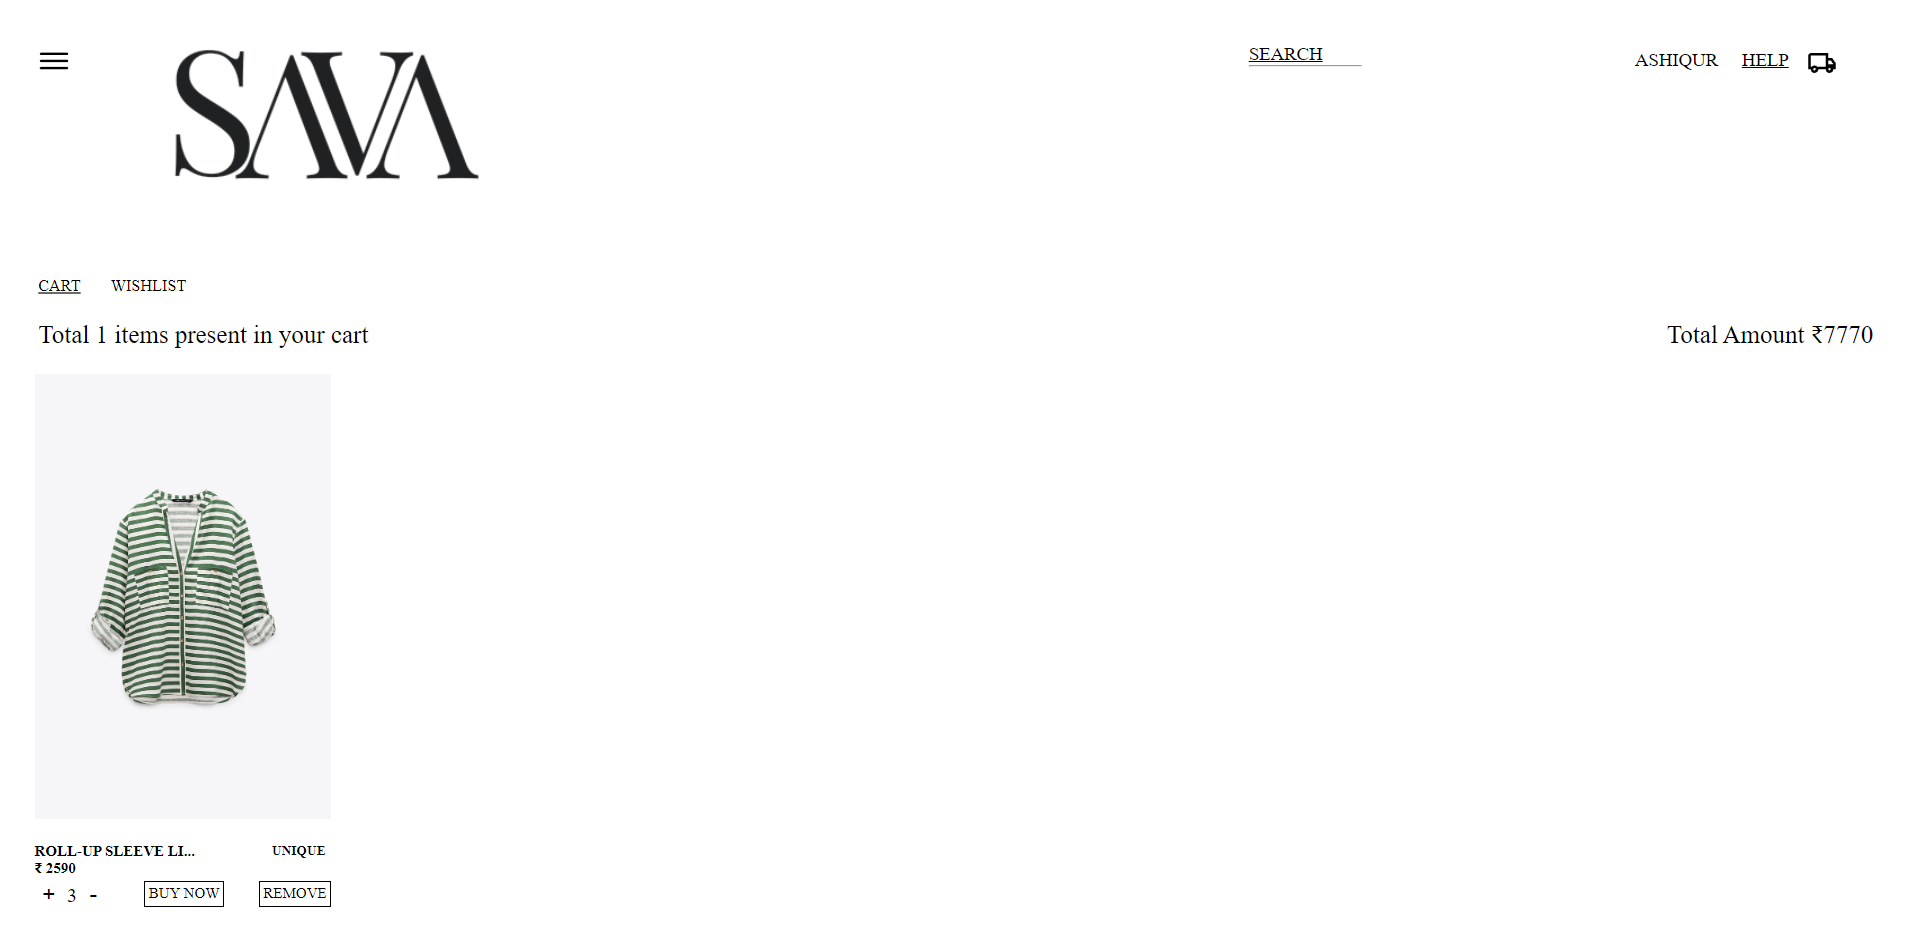 SAVA
SEARCH
ASHIQUR HELP
CART WISHLIST
Total 1 items present in your cart
Total Amount ₹7770
ROLL-UP SLEEVE LI... UNIQUE
₹ 2590
+ 3 - BUY NOW REMOVE